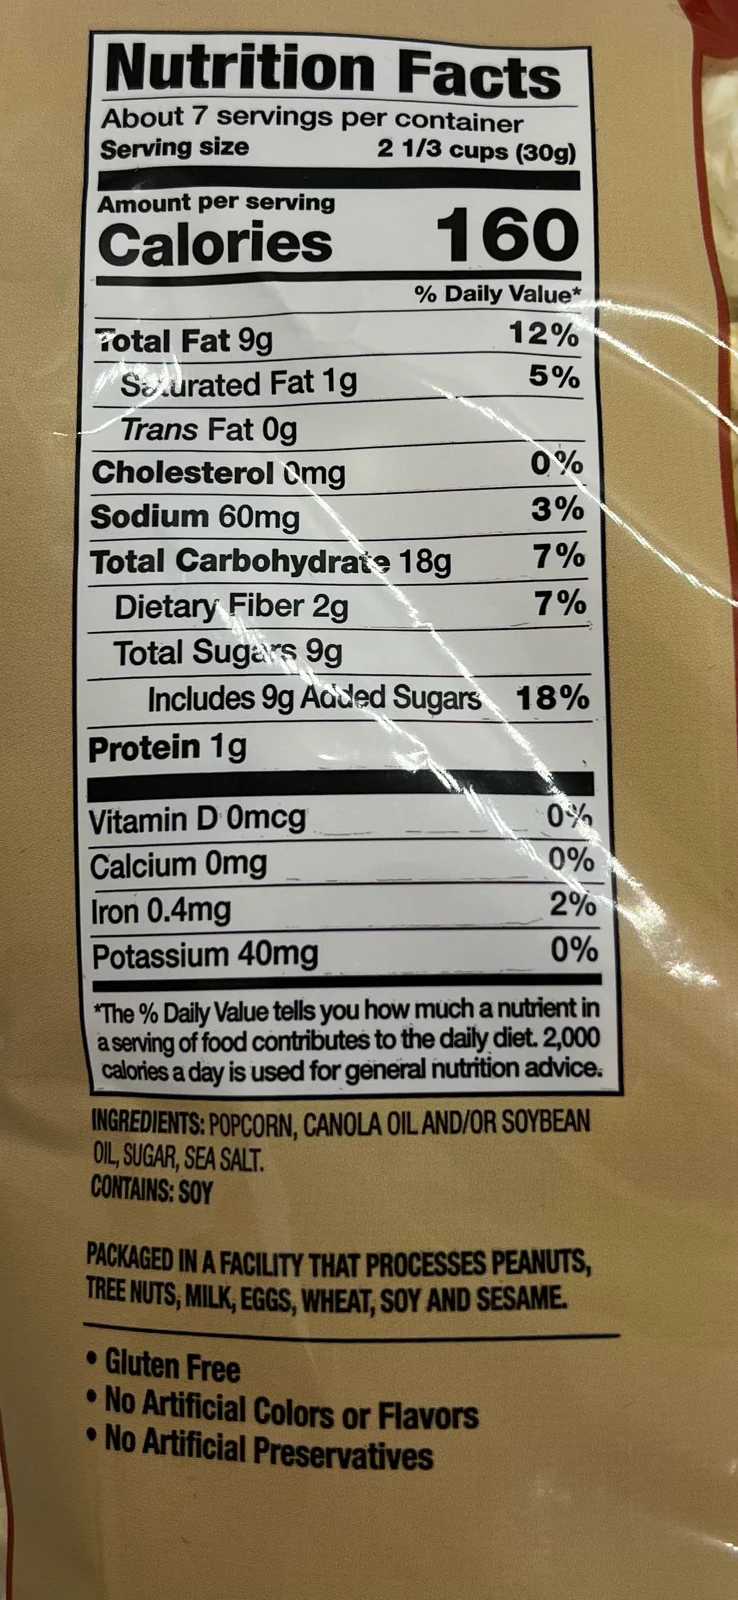 Nutrition Facts
About 7 servings per container
Serving size 2 1/3 cups (30g)
Amount per serving
Calories 160
% Daily Value*
Total Fat 9g 12%
Saturated Fat 1g 5%
Trans Fat 0g
Cholesterol 0mg 0%
Sodium 60mg 3%
Total Carbohydrate 18g 7%
Dietary Fiber 2g 7%
Total Sugars 9g
Includes 9g Added Sugars 18%
Protein 1g
Vitamin D 0mcg 0%
Calcium 0mg 0%
Iron 0.4mg 2%
Potassium 40mg 0%
*The % Daily Value tells you how much a nutrient in
a serving of food contributes to the daily diet. 2,000
calories a day is used for general nutrition advice.
INGREDIENTS: POPCORN, CANOLA OIL AND/OR SOYBEAN
OIL, SUGAR, SEA SALT.
CONTAINS: SOY
PACKAGED IN A FACILITY THAT PROCESSES PEANUTS,
TREE NUTS, MILK, EGGS, WHEAT, SOY AND SESAME.
• Gluten Free
• No Artificial Colors or Flavors
• No Artificial Preservatives